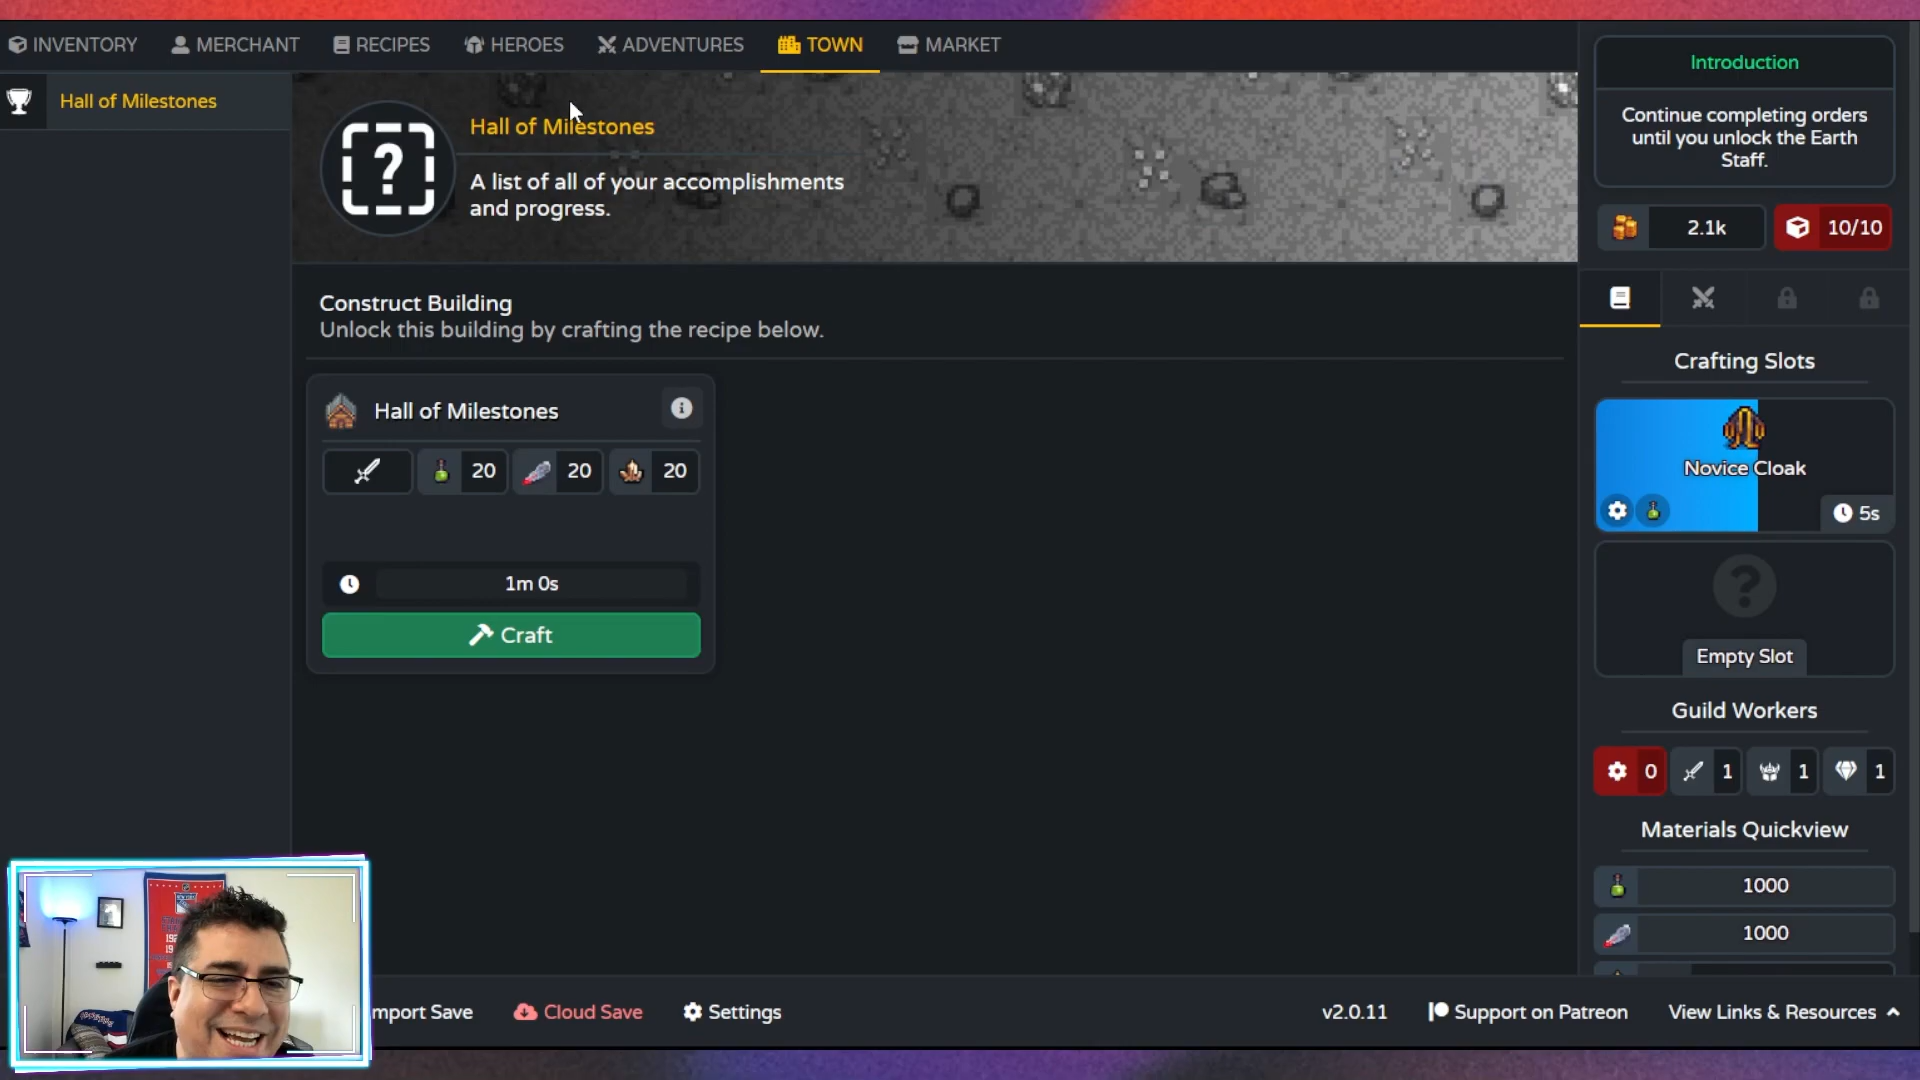 INVENTORY
MERCHANT
RECIPES
HEROES
ADVENTURES
TOWN
MARKET
Hall of Milestones
Hall of Milestones
A list of all of your accomplishments
and progress.
Construct Building
Unlock this building by crafting the recipe below.
Hall of Milestones
20
20
20
1m 0s
Craft
Introduction
Continue completing orders
until you unlock the Earth
Staff.
2.1k
10/10
Crafting Slots
Novice Cloak
5s
Empty Slot
Guild Workers
0
1
1
1
Materials Quickview
1000
1000
mport Save
Cloud Save
Settings
v2.0.11
Support on Patreon
View Links & Resources